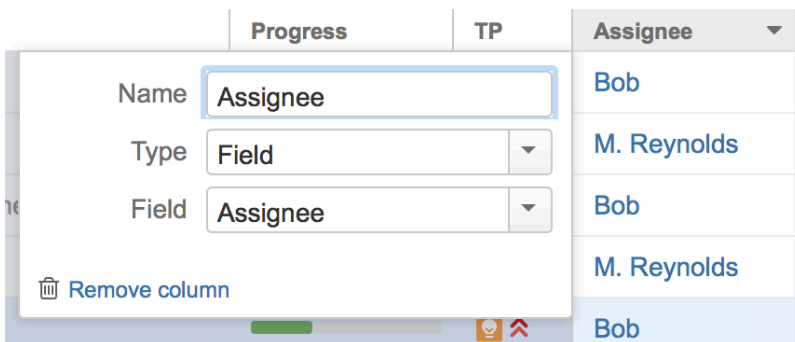 Progress TP Assignee
Name Assignee Bob
Type Field M. Reynolds
Field Assignee Bob
M. Reynolds
Remove column
Bob